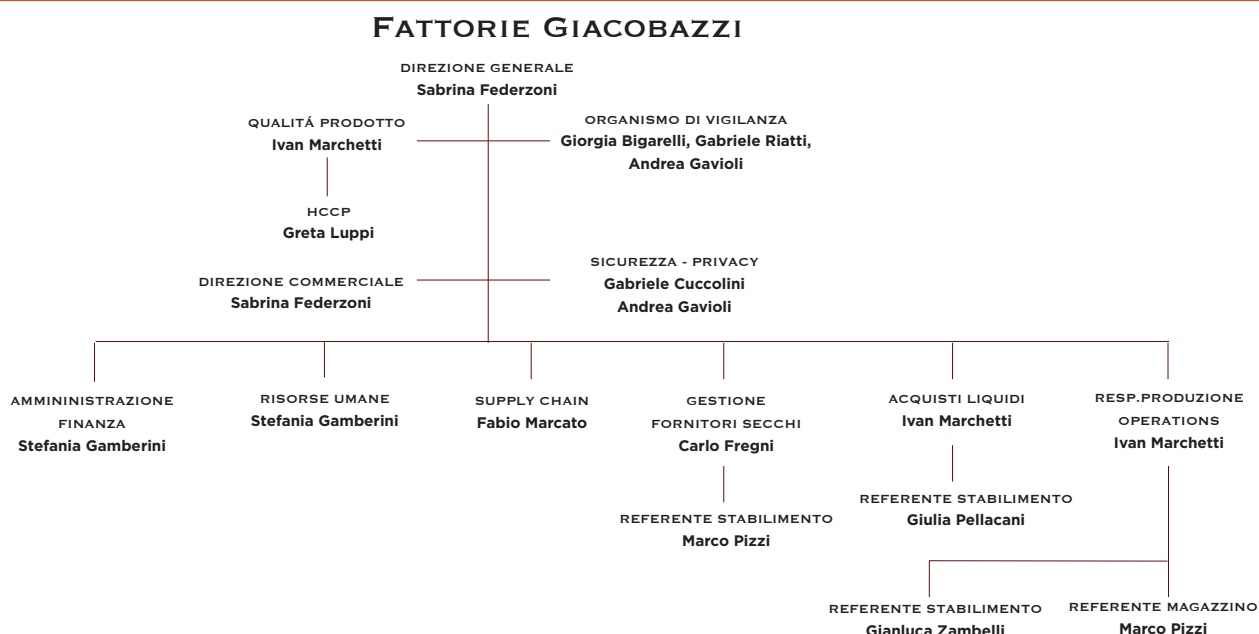 FATTORIE GIACOBAZZI
DIREZIONE GENERALE
Sabrina Federzoni
QUALITÁ PRODOTTO
Ivan Marchetti
ORGANISMO DI VIGILANZA
Giorgia Bigarelli, Gabriele Riatti,
Andrea Gavioli
HCCP
Greta Luppi
DIREZIONE COMMERCIALE
Sabrina Federzoni
SICUREZZA - PRIVACY
Gabriele Cuccolini
Andrea Gavioli
AMMININISTRAZIONE
FINANZA
Stefania Gamberini
RISORSE UMANE
Stefania Gamberini
SUPPLY CHAIN
Fabio Marcato
GESTIONE
FORNITORI SECCHI
Carlo Fregni
REFERENTE STABILIMENTO
Marco Pizzi
ACQUISTI LIQUIDI
Ivan Marchetti
REFERENTE STABILIMENTO
Giulia Pellacani
RESP.PRODUZIONE
OPERATIONS
Ivan Marchetti
REFERENTE STABILIMENTO
Gianluca Zambelli
REFERENTE MAGAZZINO
Marco Pizzi